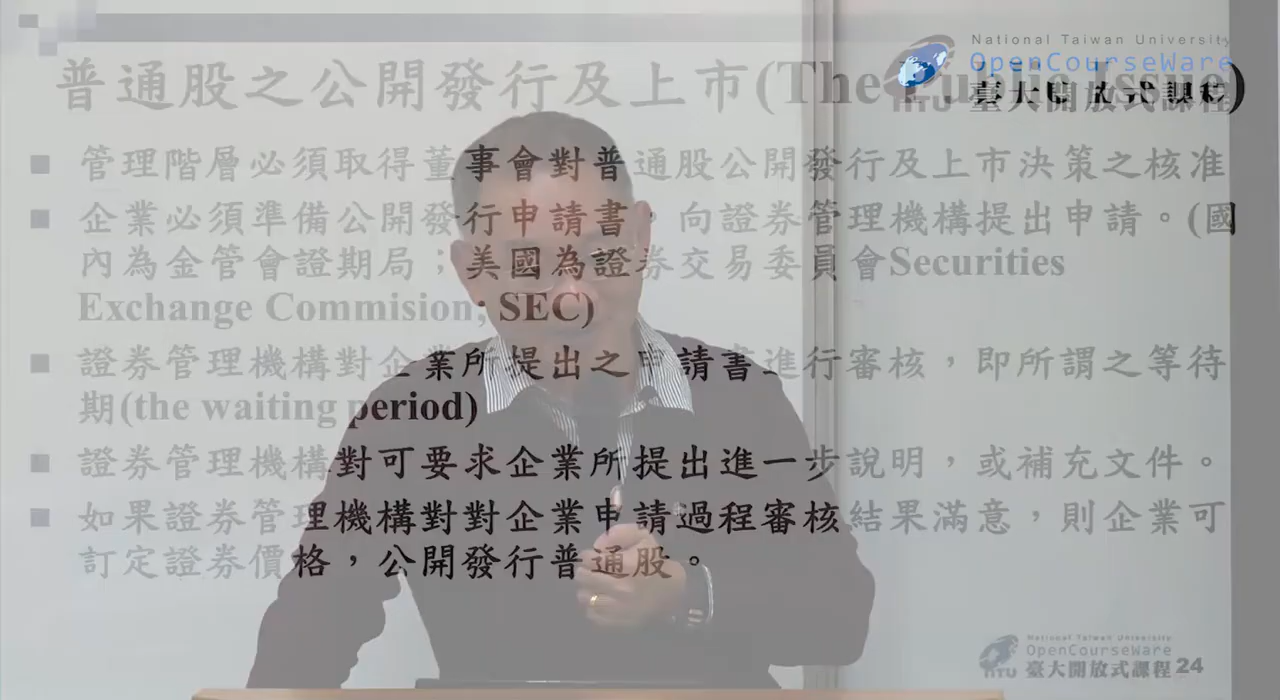 National Taiwan University
OpenCourseWare
臺大開放式課程
普通股之公開發行及上市(The Public Issue)
管理階層必須取得董事會對普通股公開發行及上市決策之核准
企業必須準備公開發行申請書，向證券管理機構提出申請。(國
內為金管會證期局；美國為證券交易委員會Securities
Exchange Commision; SEC)
證券管理機構對企業所提出之申請書進行審核，即所謂之等待
期(the waiting period)
證券管理機構對可要求企業所提出進一步說明，或補充文件。
如果證券管理機構對對企業申請過程審核結果滿意，則企業可
訂定證券價格，公開發行普通股。
National Taiwan University
OpenCourseWare
NTU 臺大開放式課程 24